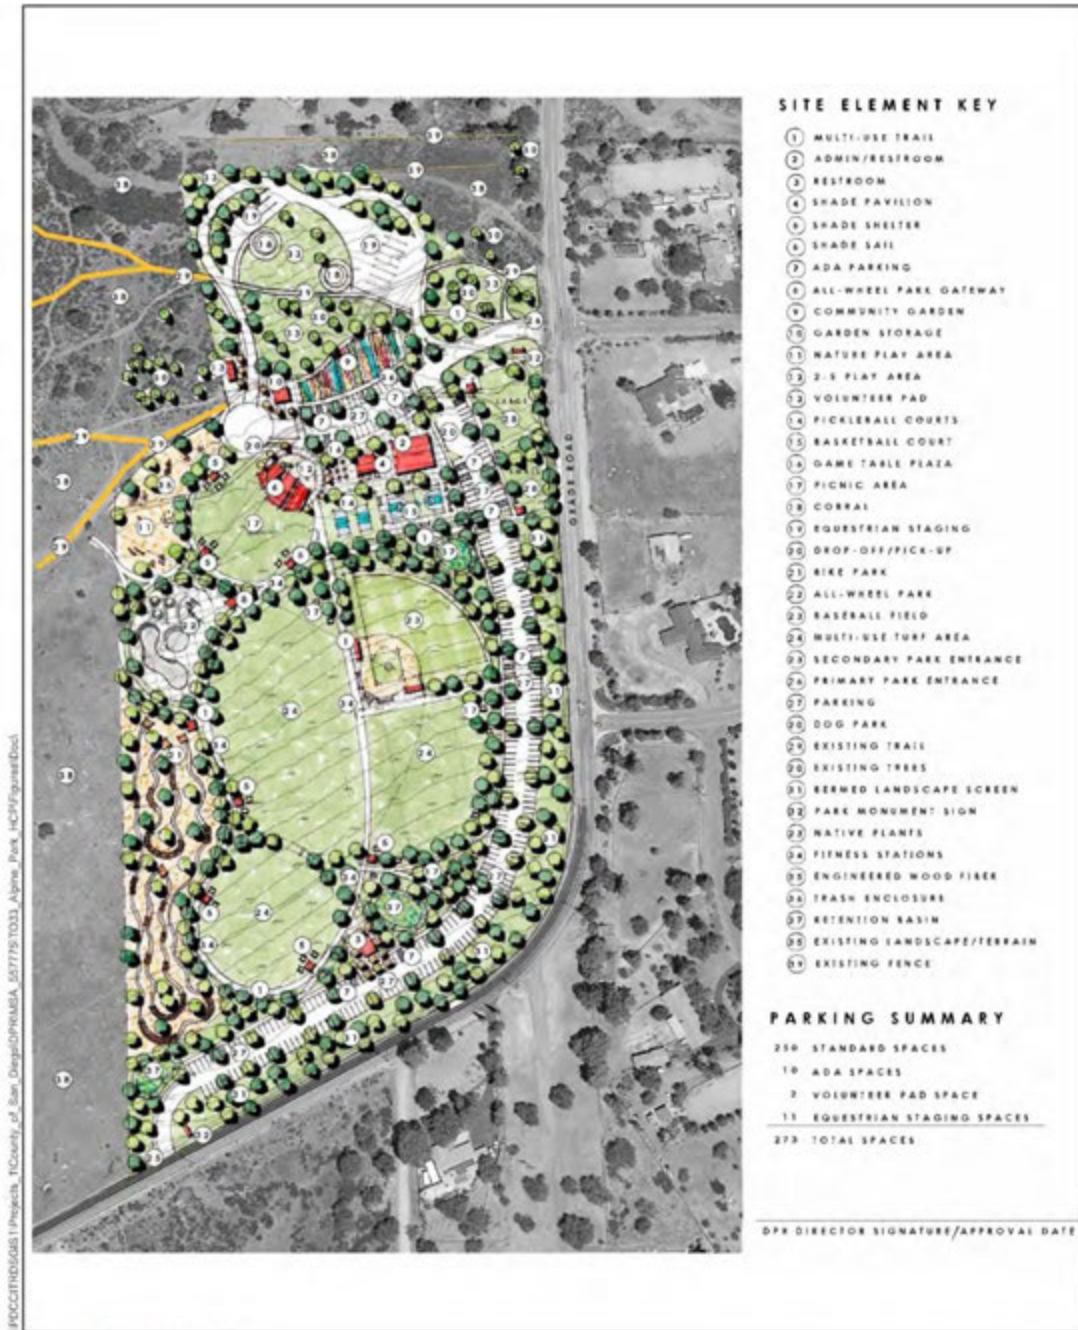 SITE ELEMENT KEY
1 MULTI-USE TRAIL
2 ADMIN/RESTROOM
3 RESTROOM
4 SHADE PAVILION
5 SHADE SHELTER
6 SHADE SAIL
7 ADA PARKING
8 ALL-WHEEL PARK GATEWAY
9 COMMUNITY GARDEN
10 GARDEN STORAGE
11 NATURE PLAY AREA
12 2-5 PLAY AREA
13 VOLUNTEER PAD
14 PICKLEBALL COURTS
15 BASKETBALL COURT
16 GAME TABLE PLAZA
17 PICNIC AREA
18 CORRAL
19 EQUESTRIAN STAGING
20 DROP-OFF/PICK-UP
21 BIKE PARK
22 ALL-WHEEL PARK
23 BASEBALL FIELD
24 MULTI-USE TURF AREA
25 SECONDARY PARK ENTRANCE
26 PRIMARY PARK ENTRANCE
27 PARKING
28 DOG PARK
29 EXISTING TRAIL
30 EXISTING TREES
31 BERMED LANDSCAPE SCREEN
32 PARK MONUMENT SIGN
33 NATIVE PLANTS
34 FITNESS STATIONS
35 ENGINEERED WOOD FIBER
36 TRASH ENCLOSURE
37 RETENTION BASIN
38 EXISTING LANDSCAPE/TERRAIN
39 EXISTING FENCE
PARKING SUMMARY
250 STANDARD SPACES
10 ADA SPACES
2 VOLUNTEER PAD SPACE
11 EQUESTRIAN STAGING SPACES
273 TOTAL SPACES
DPR DIRECTOR SIGNATURE/APPROVAL DATE
GRADE ROAD